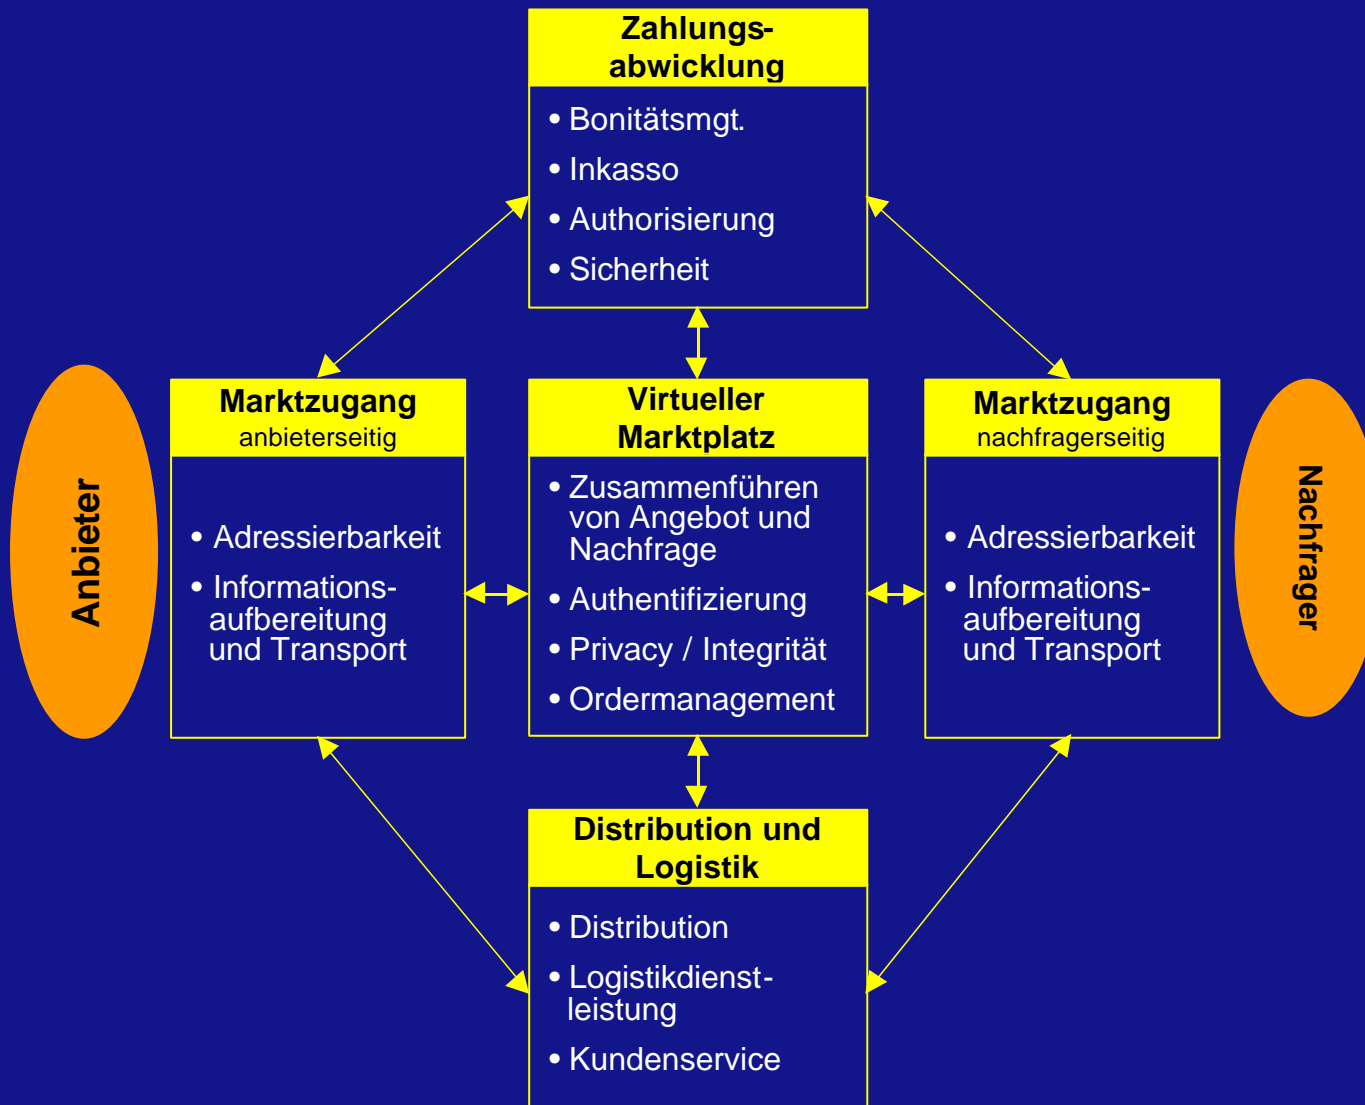 Zahlungs-
abwicklung
• Bonitätsmgt.
• Inkasso
• Authorisierung
• Sicherheit
Anbieter
Marktzugang
anbieterseitig
• Adressierbarkeit
• Informations-
aufbereitung
und Transport
Virtueller
Marktplatz
• Zusammenführen
von Angebot und
Nachfrage
• Authentifizierung
• Privacy / Integrität
• Ordermanagement
Marktzugang
nachfragerseitig
• Adressierbarkeit
• Informations-
aufbereitung
und Transport
Nachfrager
Distribution und
Logistik
• Distribution
• Logistikdienst-
leistung
• Kundenservice